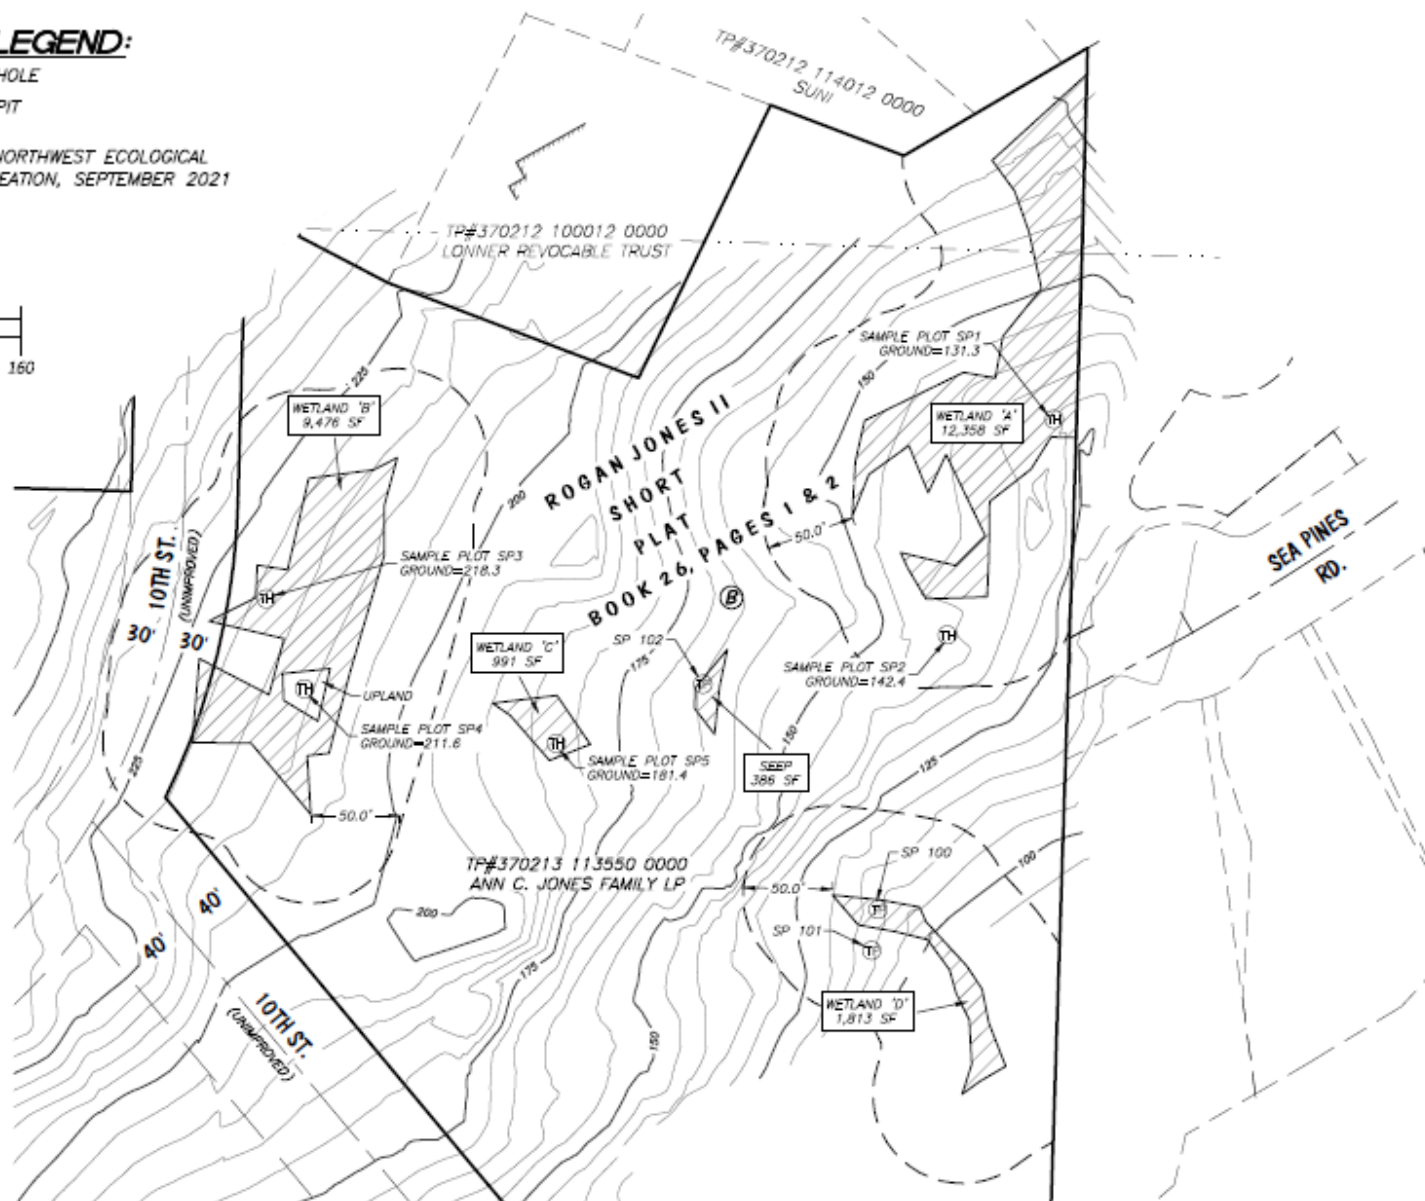 LEGEND:
HOLE
PIT
NORTHWEST ECOLOGICAL
EATION, SEPTEMBER 2021
160
TP#370212 114012 0000
SUNI
TP#370212 100012 0000
LONNER REVOCABLE TRUST
SAMPLE PLOT SP1
GROUND=131.3
225
150
WETLAND 'B'
9,476 SF
WETLAND 'A'
12,358 SF
TH
ROGAN JONES II
SHORT
PLAT
BOOK 26, PAGES 1 & 2
200
50.0'
SAMPLE PLOT SP3
GROUND=218.3
TH
10TH ST.
(UNIMPROVED)
30'
30'
SEA PINES
RD.
B
WETLAND 'C'
991 SF
SP 102
175
TH
SAMPLE PLOT SP2
GROUND=142.4
UPLAND
TH
SAMPLE PLOT SP4
GROUND=211.6
TH
SAMPLE PLOT SP5
GROUND=181.4
150
SEEP
386 SF
225
125
50.0'
TP#370213 113550 0000
ANN C. JONES FAMILY LP
SP 100
100
50.0'
200
40'
40'
SP 101
175
10TH ST.
(UNIMPROVED)
WETLAND 'D'
1,813 SF
150